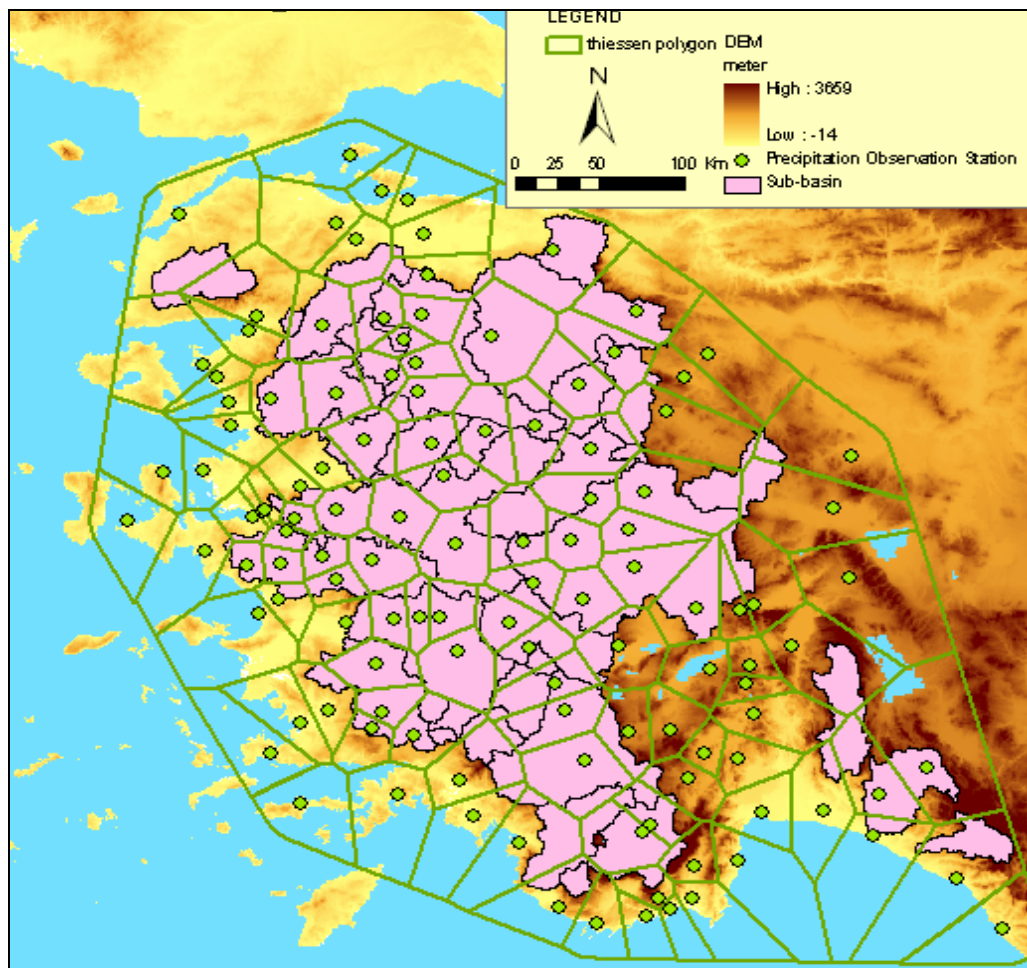 LEGEND
thiessen polygon
DEM
meter
N
High : 3659
Low : -14
0 25 50 100 Km
Precipitation Observation Station
Sub-basin